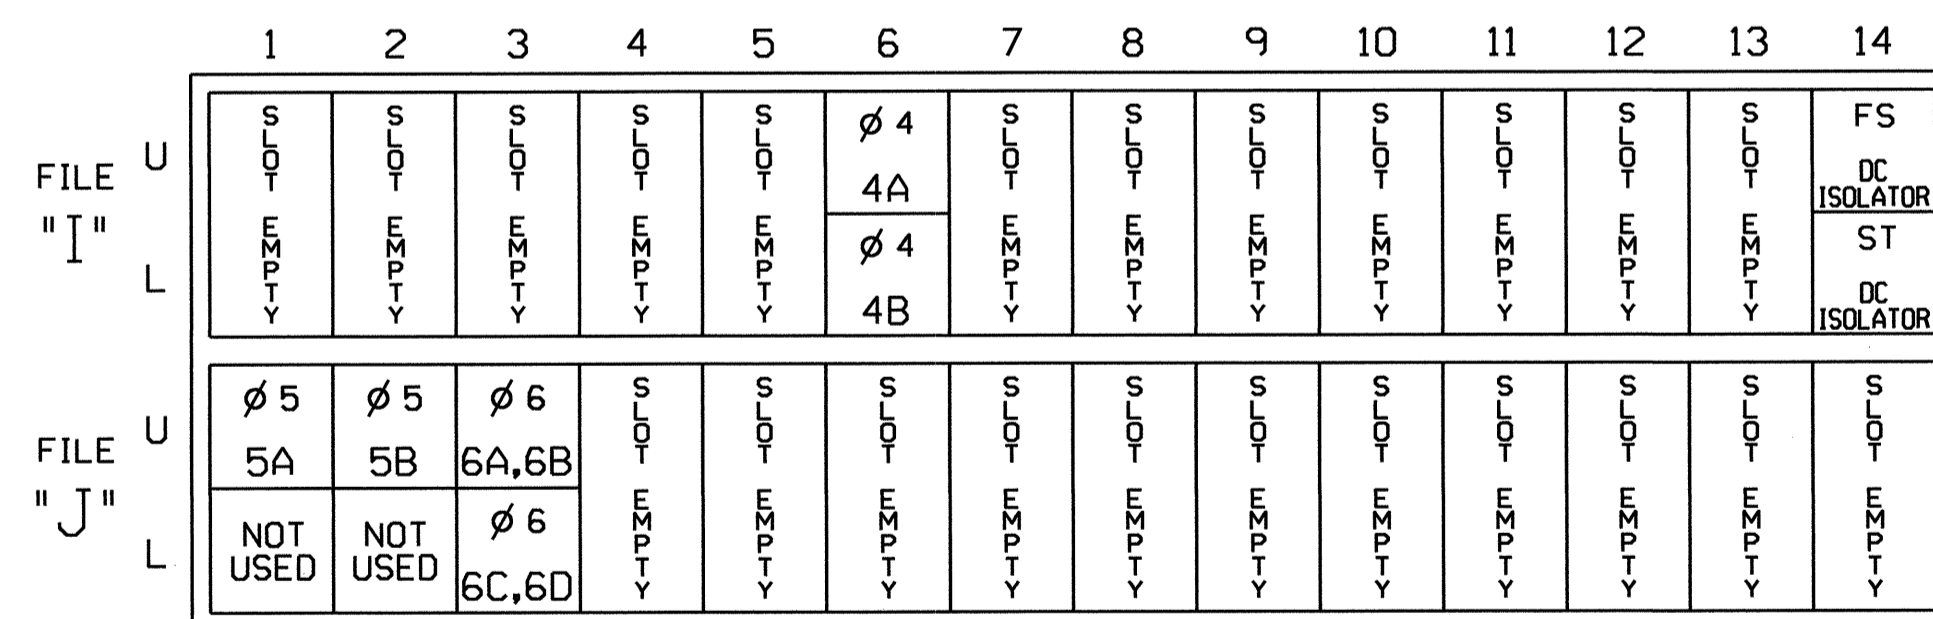 1 2 3 4 5 6 7 8 9 10 11 12 13 14
FILE "I"
U
L
SLOT EMPTY
SLOT EMPTY
SLOT EMPTY
SLOT EMPTY
SLOT EMPTY
Ø 4
4A
Ø 4
4B
SLOT EMPTY
SLOT EMPTY
SLOT EMPTY
SLOT EMPTY
SLOT EMPTY
SLOT EMPTY
SLOT EMPTY
FS
DC
ISOLATOR
ST
DC
ISOLATOR
FILE "J"
U
L
Ø 5
5A
NOT
USED
Ø 5
5B
NOT
USED
Ø 6
6A,6B
Ø 6
6C,6D
SLOT EMPTY
SLOT EMPTY
SLOT EMPTY
SLOT EMPTY
SLOT EMPTY
SLOT EMPTY
SLOT EMPTY
SLOT EMPTY
SLOT EMPTY
SLOT EMPTY
SLOT EMPTY